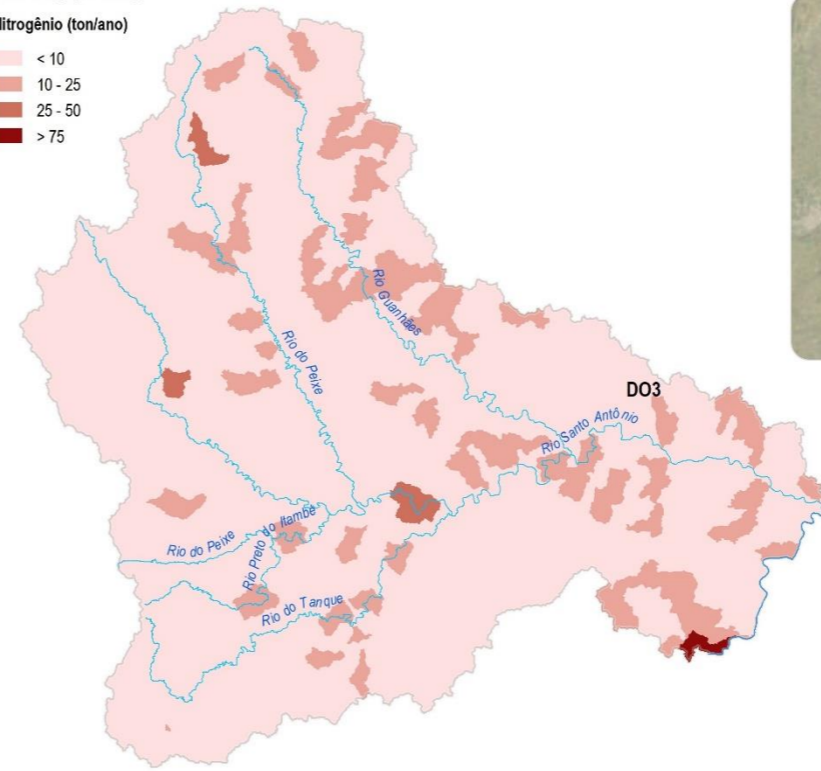 itrogênio (ton/ano)
< 10
10 - 25
25 - 50
> 75
Rio Guanhães
Rio do Peixe
DO3
Rio Santo Antônio
Rio do Peixe
Rio Preto do Itambé
Rio do Tanque